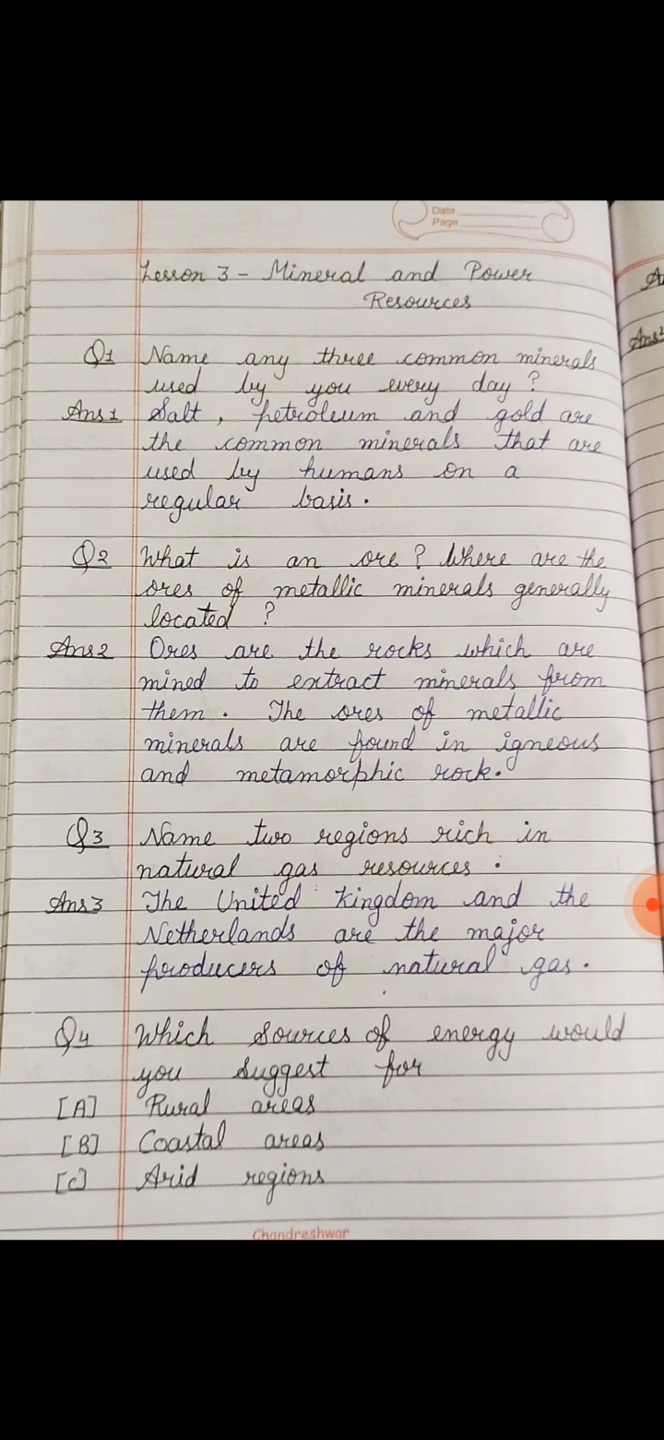 Date
Page
Lesson 3 - Mineral and Power
Resources
Q1 Name any three common minerals
used by you every day?
Ans1 Salt, petroleum and gold are
the common minerals that are
used by humans on a
regular basis.
Q2 What is an ore? Where are the
ores of metallic minerals generally
located?
Ans2 Ores are the rocks which are
mined to extract minerals from
them. The ores of metallic
minerals are found in igneous
and metamorphic rock.
Q3 Name two regions rich in
natural gas resources.
Ans3 The United Kingdom and the
Netherlands are the major
producers of natural gas.
Q4 Which sources of energy would
you suggest for
[A] Rural areas
[B] Coastal areas
[C] Arid regions
Chandreshwar